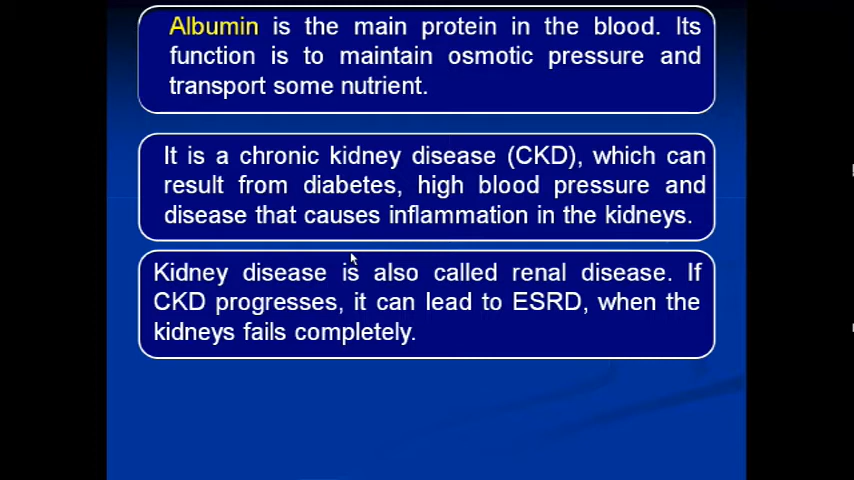 Albumin is the main protein in the blood. Its
function is to maintain osmotic pressure and
transport some nutrient.
It is a chronic kidney disease (CKD), which can
result from diabetes, high blood pressure and
disease that causes inflammation in the kidneys.
Kidney disease is also called renal disease. If
CKD progresses, it can lead to ESRD, when the
kidneys fails completely.